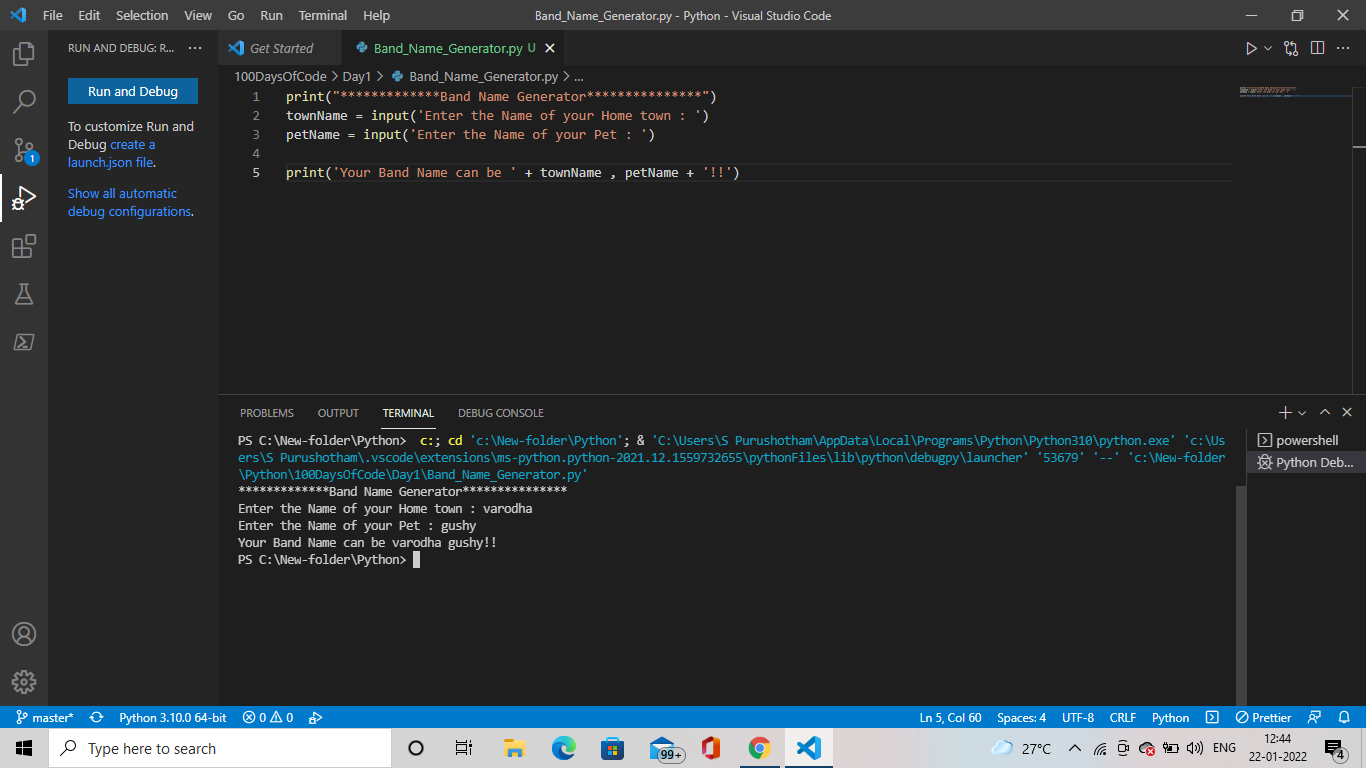 File Edit Selection View Go Run Terminal Help
Band_Name_Generator.py - Python - Visual Studio Code
RUN AND DEBUG: R... ...
Run and Debug
To customize Run and
Debug create a
launch.json file.
Show all automatic
debug configurations.
1
Get Started
Band_Name_Generator.py U
100DaysOfCode > Day1 > Band_Name_Generator.py > ...
1 print("*************Band Name Generator***************")
2 townName = input('Enter the Name of your Home town : ')
3 petName = input('Enter the Name of your Pet : ')
4
5 print('Your Band Name can be ' + townName , petName + '!!')
PROBLEMS OUTPUT TERMINAL DEBUG CONSOLE
PS C:\New-folder\Python>  c:; cd 'c:\New-folder\Python'; & 'C:\Users\S Purushotham\AppData\Local\Programs\Python\Python310\python.exe' 'c:\Us
ers\S Purushotham\.vscode\extensions\ms-python.python-2021.12.1559732655\pythonFiles\lib\python\debugpy\launcher' '53679' '--' 'c:\New-folder
\Python\100DaysOfCode\Day1\Band_Name_Generator.py'
*************Band Name Generator***************
Enter the Name of your Home town : varodha
Enter the Name of your Pet : gushy
Your Band Name can be varodha gushy!!
PS C:\New-folder\Python>
powershell
Python Deb...
master* Python 3.10.0 64-bit 0 0
Ln 5, Col 60 Spaces: 4 UTF-8 CRLF Python Prettier
Type here to search
99+
27°C ENG
12:44
22-01-2022
4